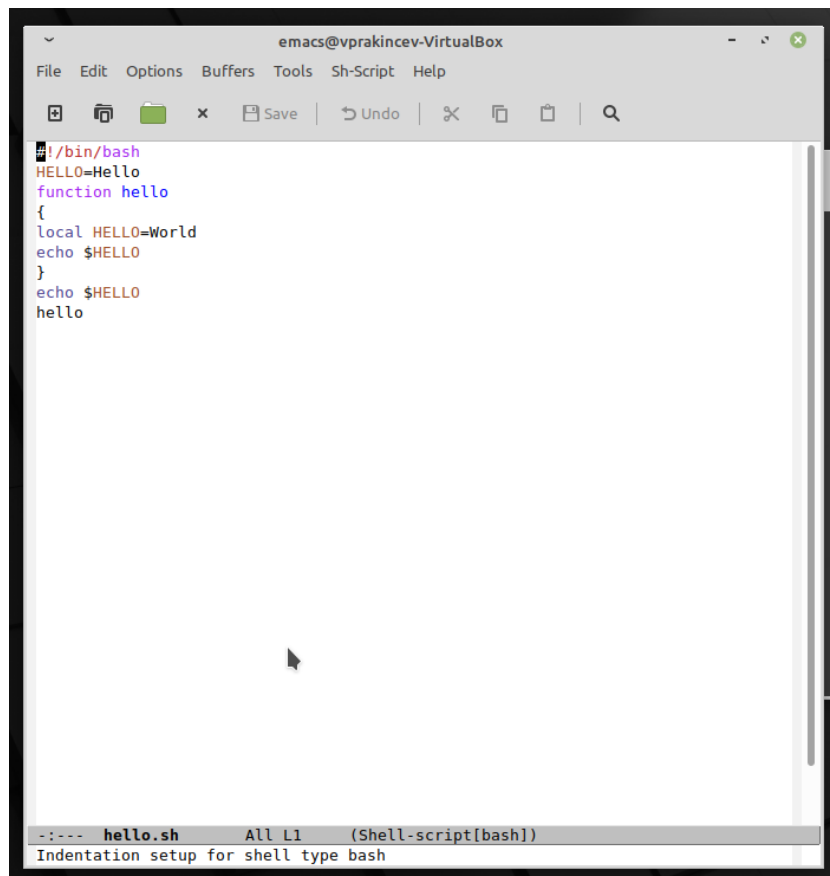 emacs@vprakincev-VirtualBox
File Edit Options Buffers Tools Sh-Script Help
Save Undo
#!/bin/bash
HELLO=Hello
function hello
{
local HELLO=World
echo $HELLO
}
echo $HELLO
hello
-:--- hello.sh All L1 (Shell-script[bash])
Indentation setup for shell type bash